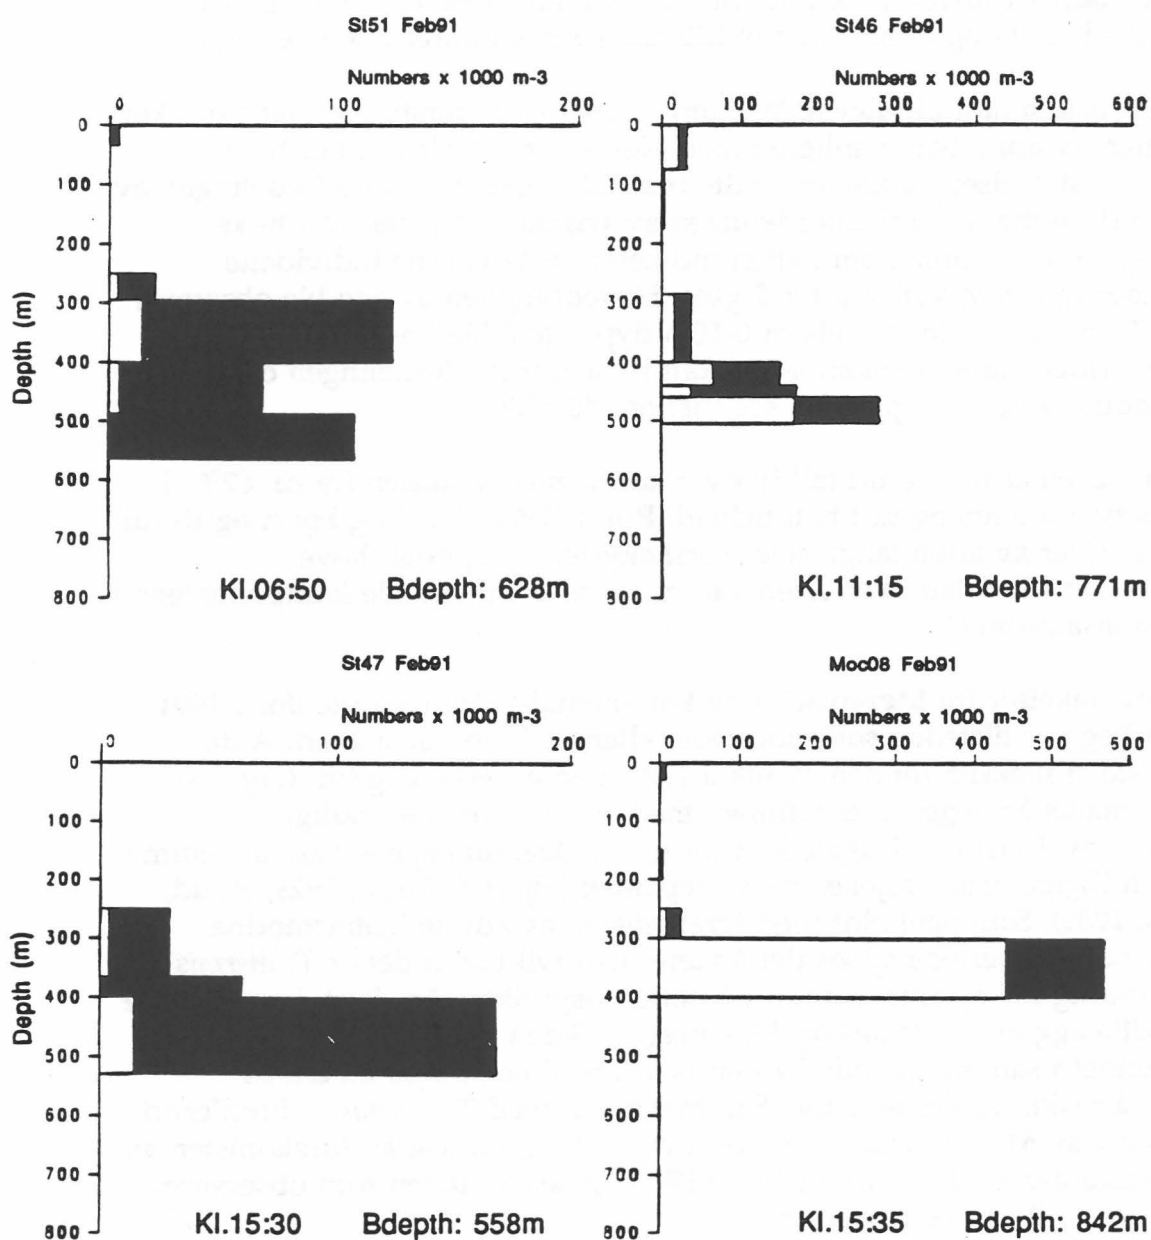 St51 Feb91
Numbers x 1000 m-3
0 100 200
0
100
200
300
400
500
600
700
800
Depth (m)
Kl.06:50 Bdepth: 628m
St46 Feb91
Numbers x 1000 m-3
0 100 200 300 400 500 600
0
100
200
300
400
500
600
700
800
Kl.11:15 Bdepth: 771m
St47 Feb91
Numbers x 1000 m-3
0 100 200
0
100
200
300
400
500
600
700
800
Depth (m)
Kl.15:30 Bdepth: 558m
Moc08 Feb91
Numbers x 1000 m-3
0 100 200 300 400 500 600
0
100
200
300
400
500
600
700
800
Kl.15:35 Bdepth: 842m